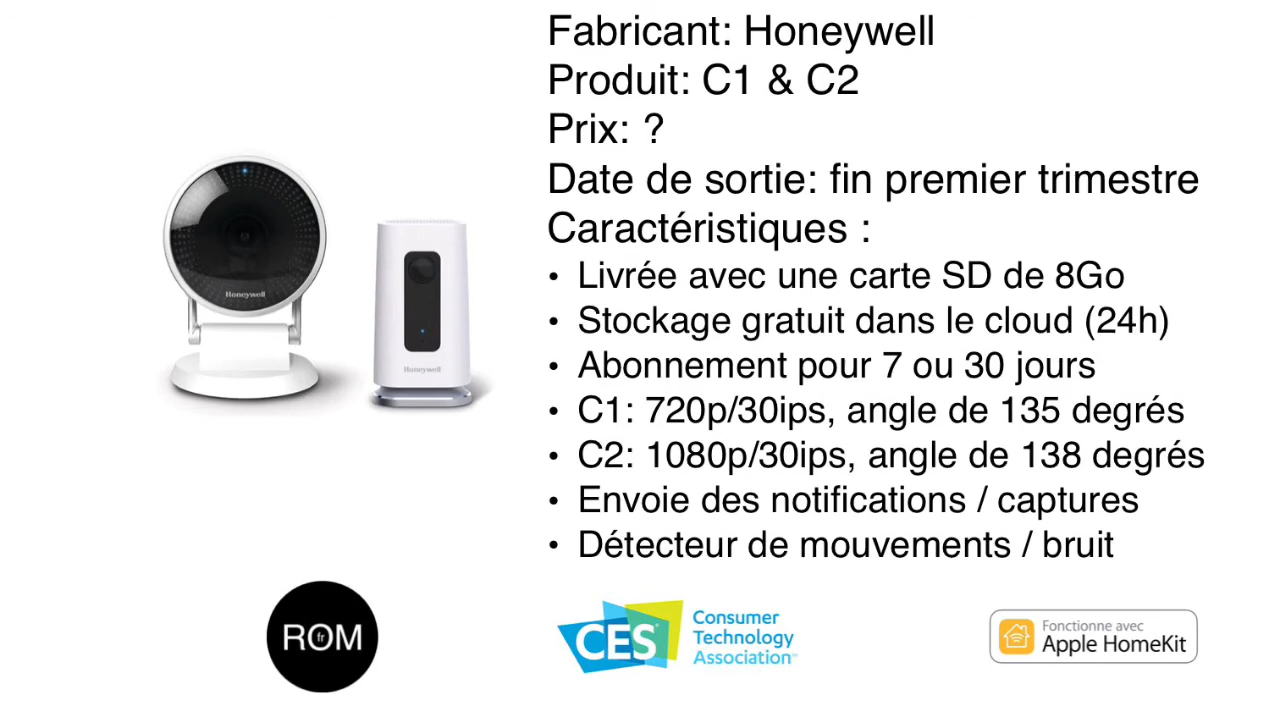 Fabricant: Honeywell
Produit: C1 & C2
Prix: ?
Date de sortie: fin premier trimestre
Caractéristiques :
• Livrée avec une carte SD de 8Go
• Stockage gratuit dans le cloud (24h)
• Abonnement pour 7 ou 30 jours
• C1: 720p/30ips, angle de 135 degrés
• C2: 1080p/30ips, angle de 138 degrés
• Envoie des notifications / captures
• Détecteur de mouvements / bruit
Honeywell
Honeywell
ROM
fr
CES
Consumer
Technology
Association™
Fonctionne avec
Apple HomeKit